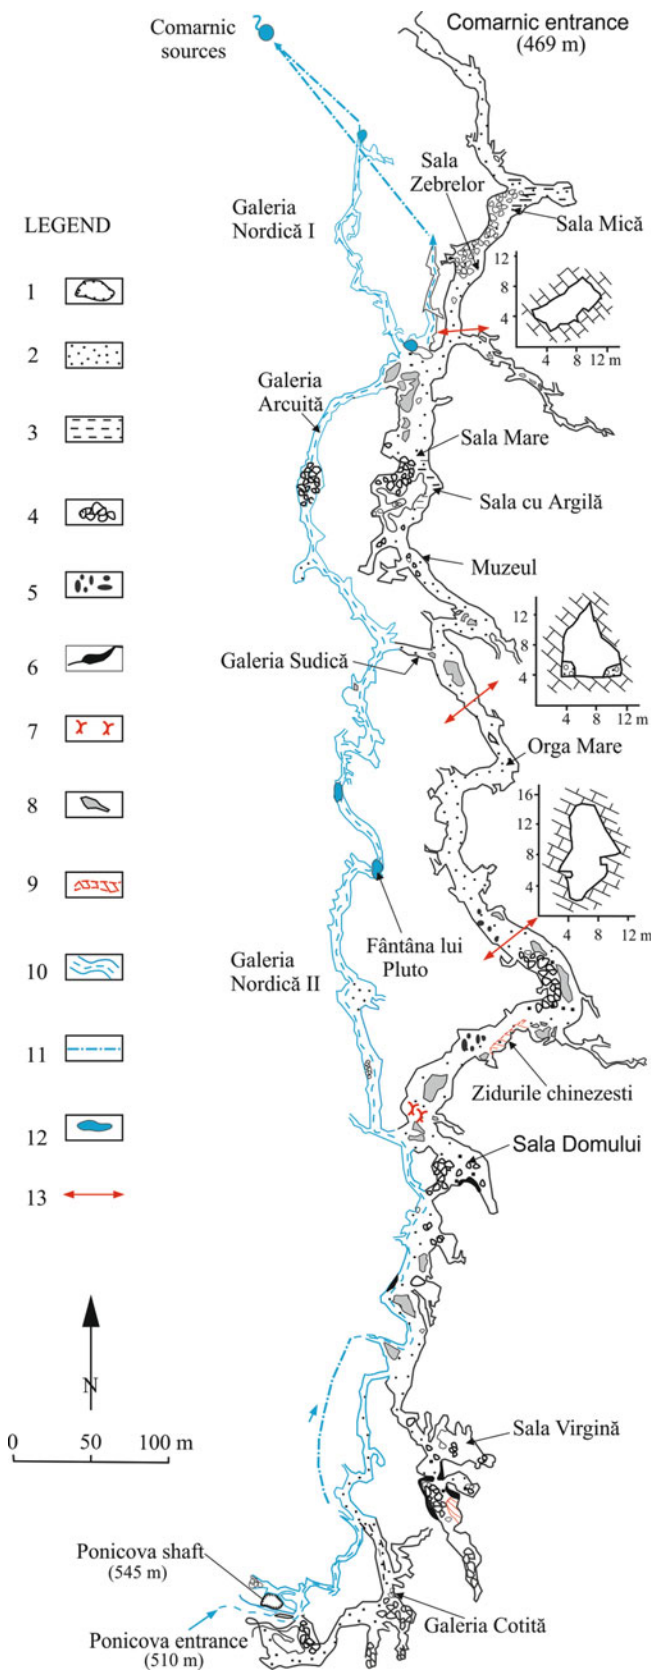 Comarnic entrance
(469 m)
Comarnic
sources
Sala
Zebrelor
Galeria
Nordică I
Sala Mică
LEGEND
1
2
3
4
5
6
7
8
9
10
11
12
13
12
8
4
4 8 12 m
Galeria
Arcuită
Sala Mare
Sala cu Argilă
Muzeul
12
8
4
4 8 12 m
Galeria Sudică
Orga Mare
16
12
8
4
4 8 12 m
Fântâna lui
Pluto
Galeria
Nordică II
Zidurile chinezesti
Sala Domului
N
0 50 100 m
Sala Virgină
Ponicova shaft
(545 m)
Galeria Cotită
Ponicova entrance
(510 m)